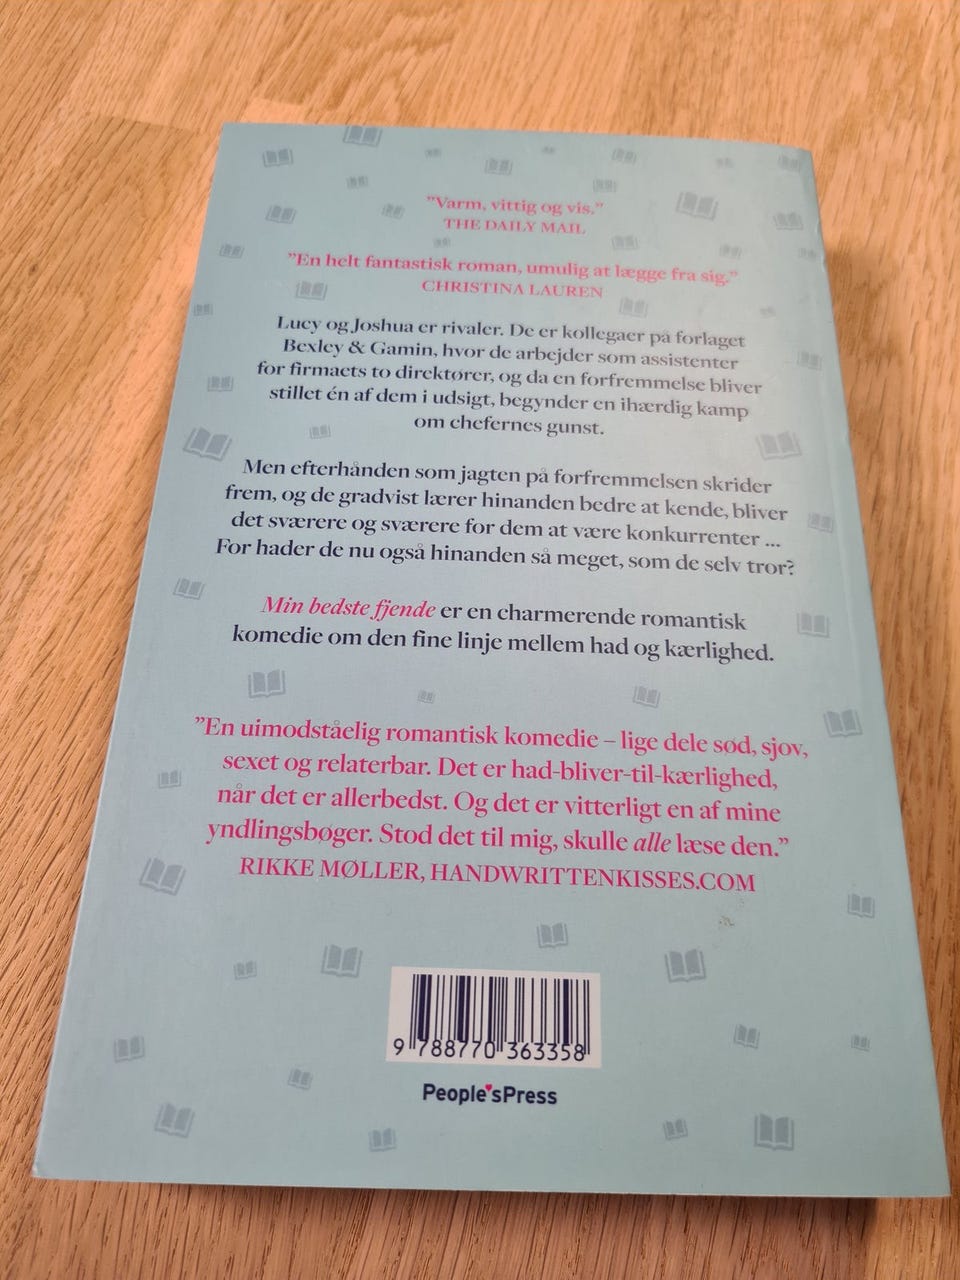 "Varm, vittig og vis."
THE DAILY MAIL
"En helt fantastisk roman, umulig at lægge fra sig."
CHRISTINA LAUREN
Lucy og Joshua er rivaler. De er kollegaer på forlaget
Bexley & Gamin, hvor de arbejder som assistenter
for firmaets to direktører, og da en forfremmelse bliver
stillet én af dem i udsigt, begynder en ihærdig kamp
om chefernes gunst.
Men efterhånden som jagten på forfremmelsen skrider
frem, og de gradvist lærer hinanden bedre at kende, bliver
det sværere og sværere for dem at være konkurrenter ...
For hader de nu også hinanden så meget, som de selv tror?
Min bedste fjende er en charmerende romantisk
komedie om den fine linje mellem had og kærlighed.
"En uimodståelig romantisk komedie – lige dele sød, sjov,
sexet og relaterbar. Det er had-bliver-til-kærlighed,
når det er allerbedst. Og det er vitterligt en af mine
yndlingsbøger. Stod det til mig, skulle alle læse den."
RIKKE MØLLER, HANDWRITTENKISSES.COM
9 788770 363358
People'sPress